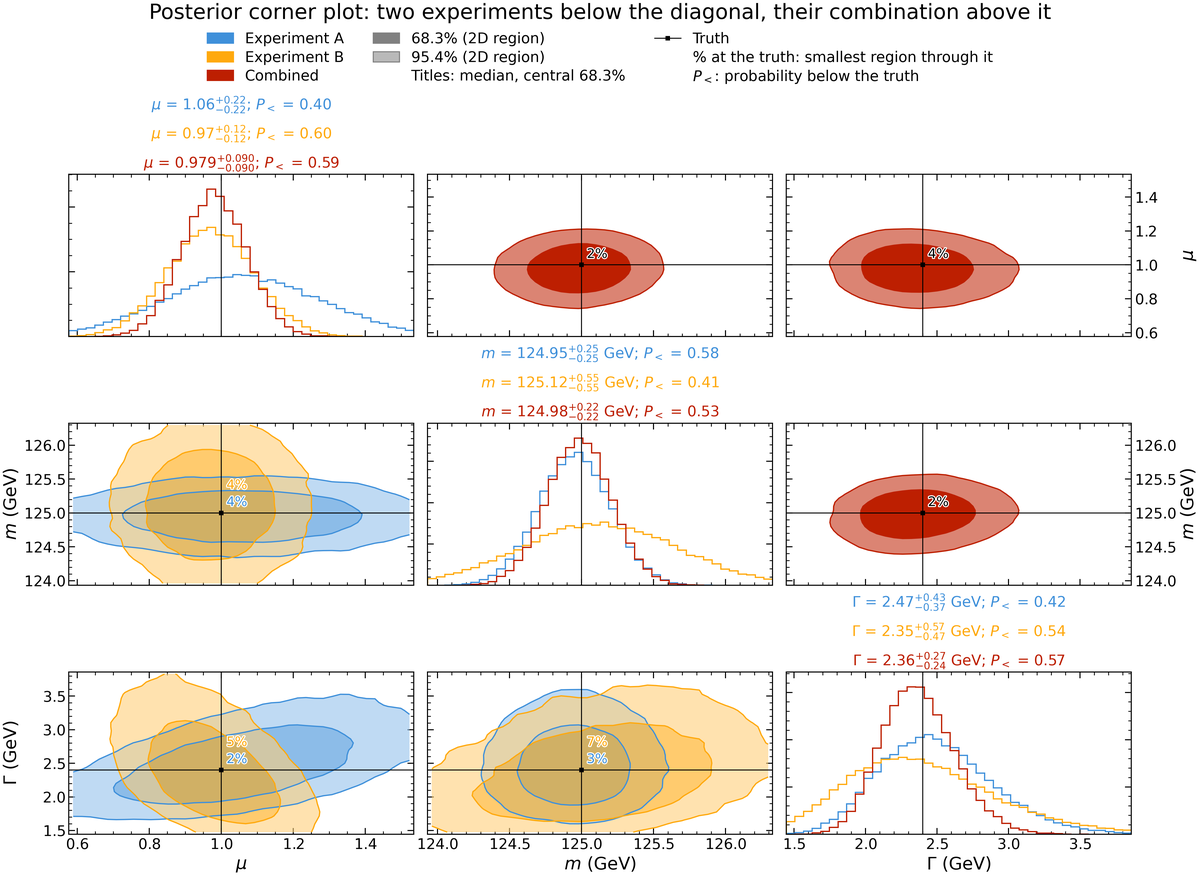 Posterior corner plot: two experiments below the diagonal, their combination above it
Experiment A
Experiment B
Combined
68.3% (2D region)
95.4% (2D region)
Titles: median, central 68.3%
Truth
% at the truth: smallest region through it
P<: probability below the truth
μ = 1.06+0.22−0.22; P< = 0.40
μ = 0.97+0.12−0.12; P< = 0.60
μ = 0.979+0.090−0.090; P< = 0.59
2%
4%
1.4
1.2
1.0
0.8
0.6
μ
m = 124.95+0.25−0.25 GeV; P< = 0.58
m = 125.12+0.55−0.55 GeV; P< = 0.41
m = 124.98+0.22−0.22 GeV; P< = 0.53
m (GeV)
126.0
125.5
125.0
124.5
124.0
4%
4%
2%
126.0
125.5
125.0
124.5
124.0
m (GeV)
Γ = 2.47+0.43−0.37 GeV; P< = 0.42
Γ = 2.35+0.57−0.47 GeV; P< = 0.54
Γ = 2.36+0.27−0.24 GeV; P< = 0.57
Γ (GeV)
3.5
3.0
2.5
2.0
1.5
5%
2%
7%
3%
0.6 0.8 1.0 1.2 1.4
124.0 124.5 125.0 125.5 126.0
1.5 2.0 2.5 3.0 3.5
μ
m (GeV)
Γ (GeV)